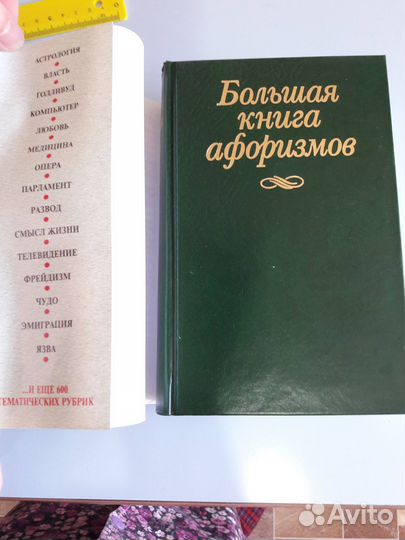 АСТРОЛОГИЯ
ВЛАСТЬ
ГОЛЛИВУД
КОМПЬЮТЕР
ЛЮБОВЬ
МЕДИЦИНА
ОПЕРА
ПАРЛАМЕНТ
РАЗВОД
СМЫСЛ ЖИЗНИ
ТЕЛЕВИДЕНИЕ
ФРЕЙДИЗМ
ЧУДО
ЭМИГРАЦИЯ
ЯЗВА
...И ЕЩЕ 600
ТЕМАТИЧЕСКИХ РУБРИК
Большая
книга
афоризмов
Avito